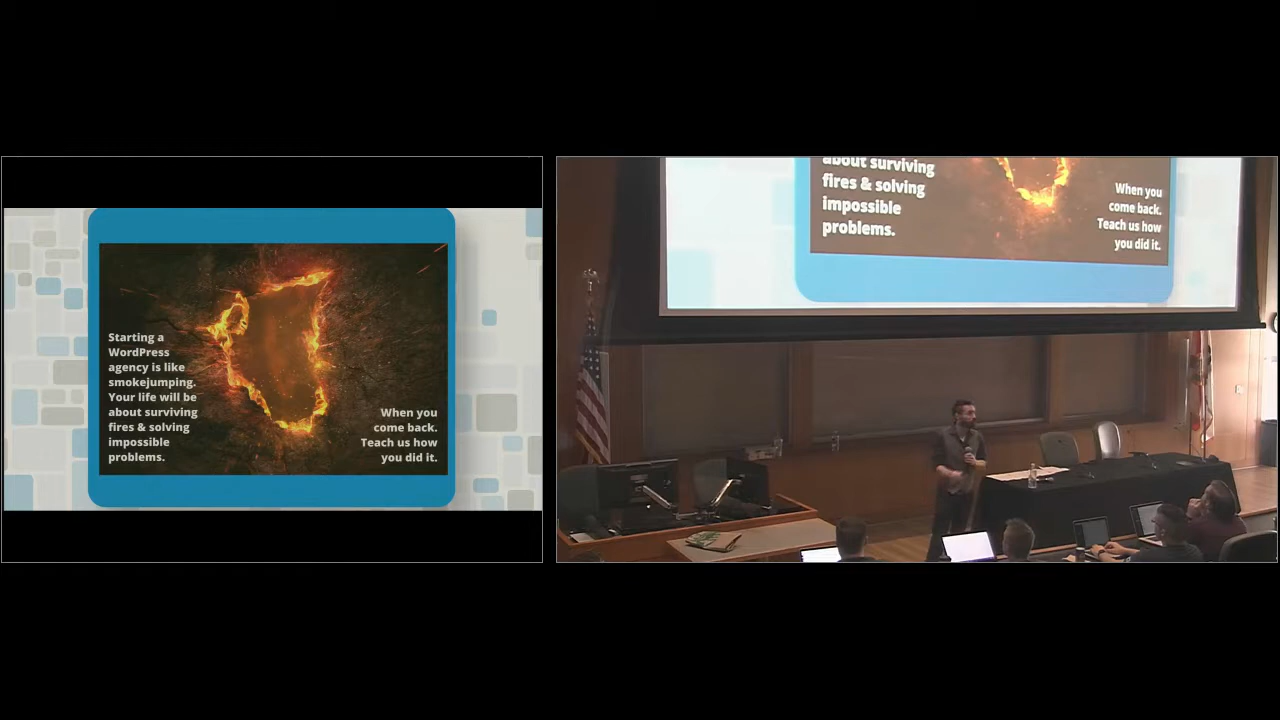 Starting a
WordPress
agency is like
smokejumping.
Your life will be
about surviving
fires & solving
impossible
problems.
When you
come back.
Teach us how
you did it.
about surviving
fires & solving
impossible
problems.
When you
come back.
Teach us how
you did it.